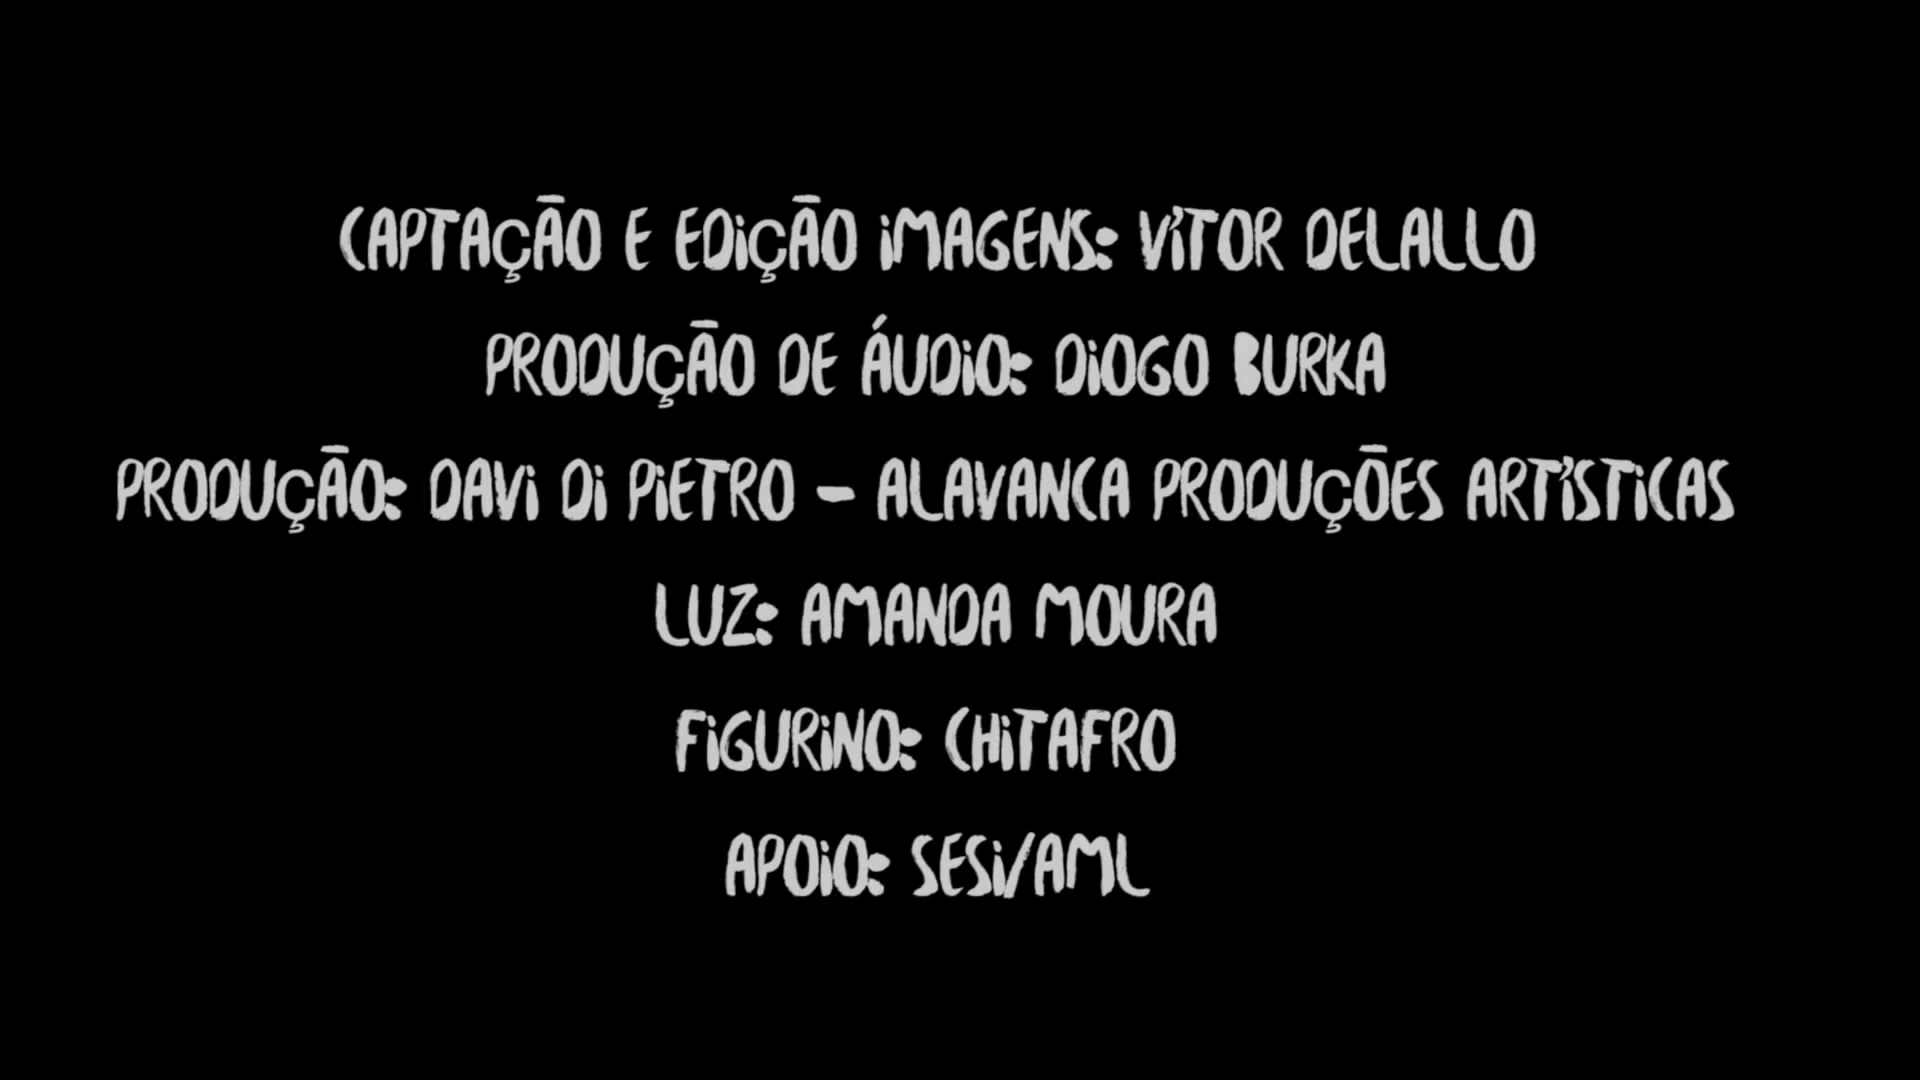 CAPTAÇÃO E EDIÇÃO IMAGENS: VÍTOR DELALLO
PRODUÇÃO DE ÁUDIO: DIOGO BURKA
PRODUÇÃO: DAVI DI PIETRO - ALAVANCA PRODUÇÕES ARTÍSTICAS
LUZ: AMANDA MOURA
FIGURINO: CHITAFRO
APOIO: SESI/AML